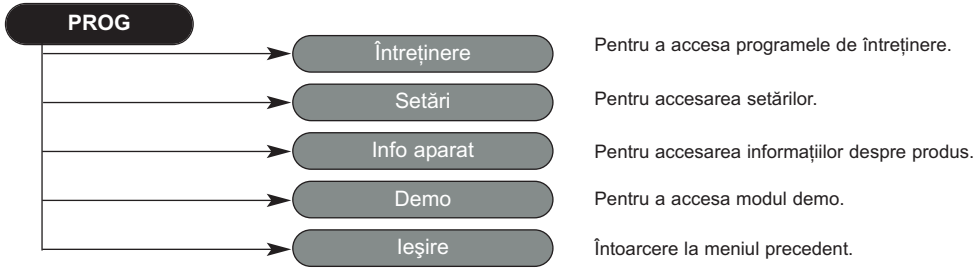 PROG
Întreținere
Pentru a accesa programele de întreținere.
Setări
Pentru accesarea setărilor.
Info aparat
Pentru accesarea informațiilor despre produs.
Demo
Pentru a accesa modul demo.
Ieşire
Întoarcere la meniul precedent.